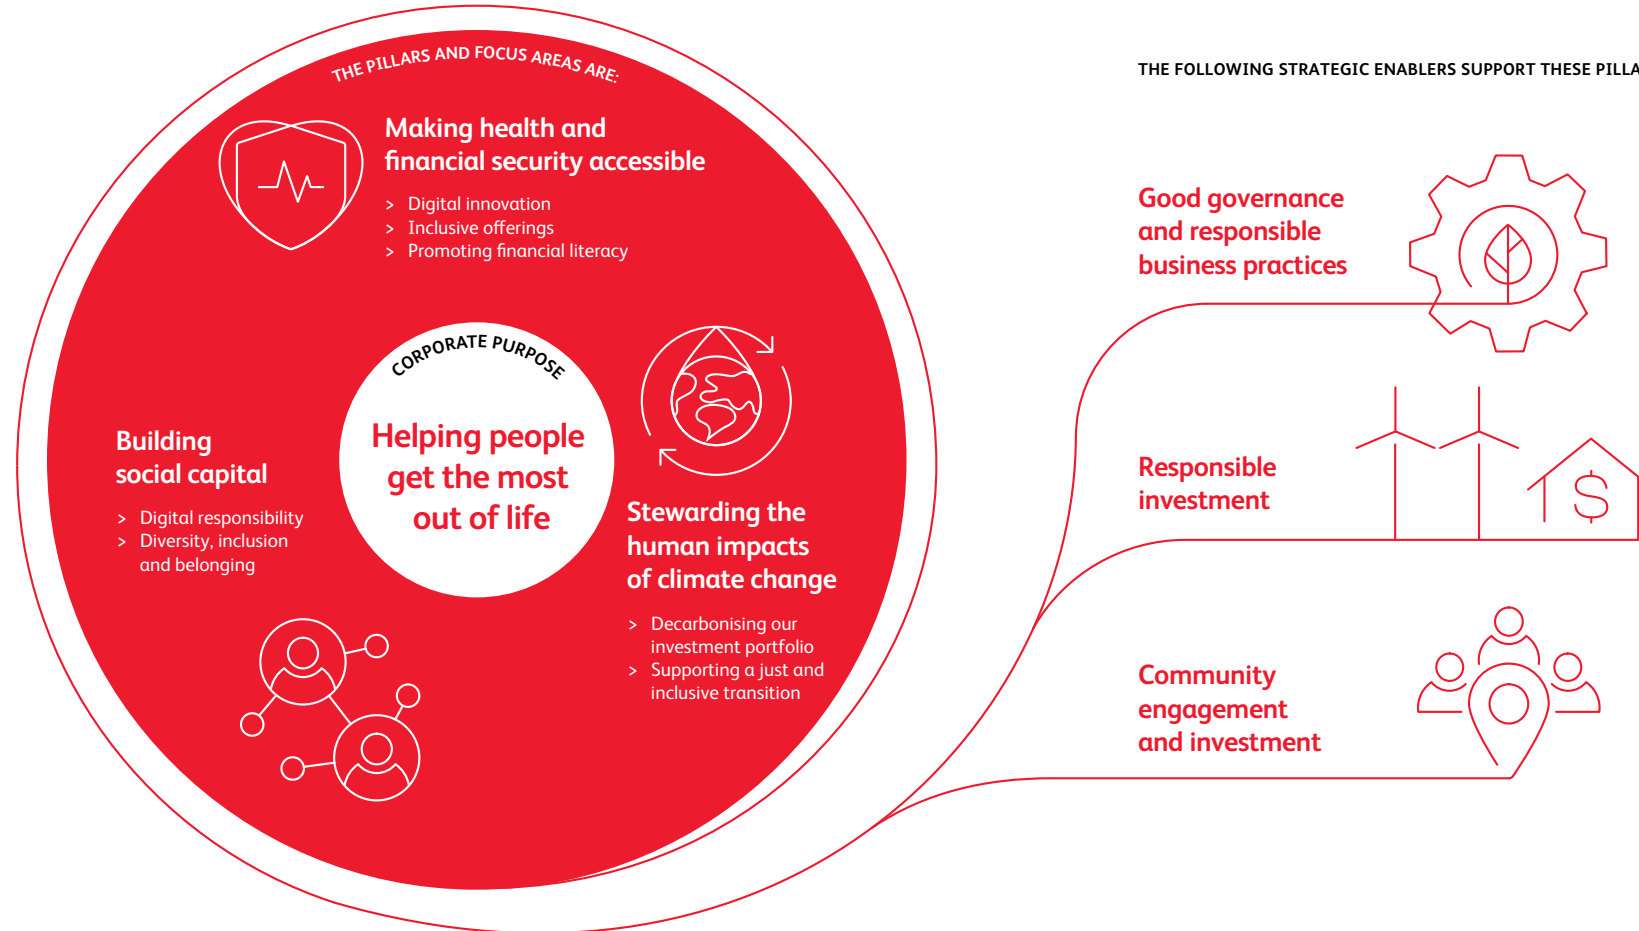 THE PILLARS AND FOCUS AREAS ARE:
Making health and
financial security accessible
> Digital innovation
> Inclusive offerings
> Promoting financial literacy
CORPORATE PURPOSE
Helping people
get the most
out of life
Building
social capital
> Digital responsibility
> Diversity, inclusion
and belonging
Stewarding the
human impacts
of climate change
> Decarbonising our
investment portfolio
> Supporting a just and
inclusive transition
THE FOLLOWING STRATEGIC ENABLERS SUPPORT THESE
Good governance
and responsible
business practices
Responsible
investment
$
Community
engagement
and investment